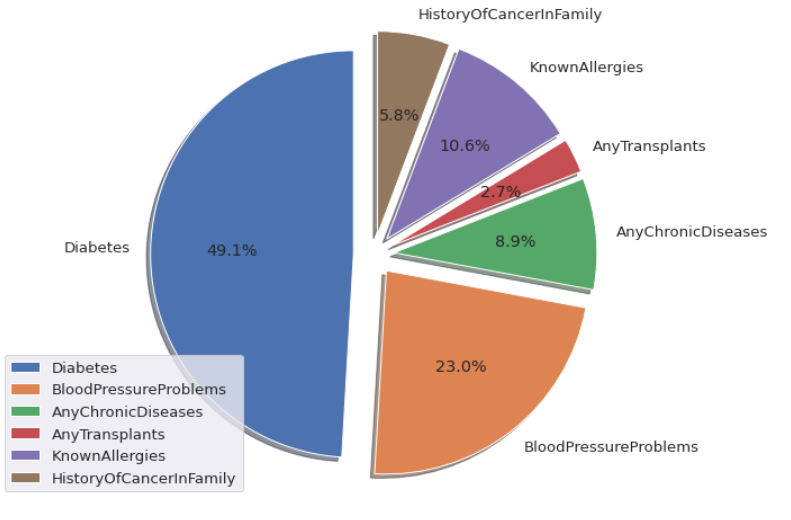 HistoryOfCancerInFamily
KnownAllergies
5.8%
10.6%
AnyTransplants
2.7%
AnyChronicDiseases
8.9%
Diabetes
49.1%
23.0%
BloodPressureProblems
Diabetes
BloodPressureProblems
AnyChronicDiseases
AnyTransplants
KnownAllergies
HistoryOfCancerInFamily